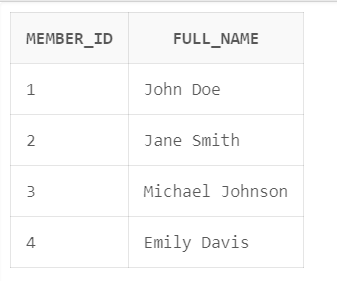 MEMBER_ID FULL_NAME
1 John Doe
2 Jane Smith
3 Michael Johnson
4 Emily Davis